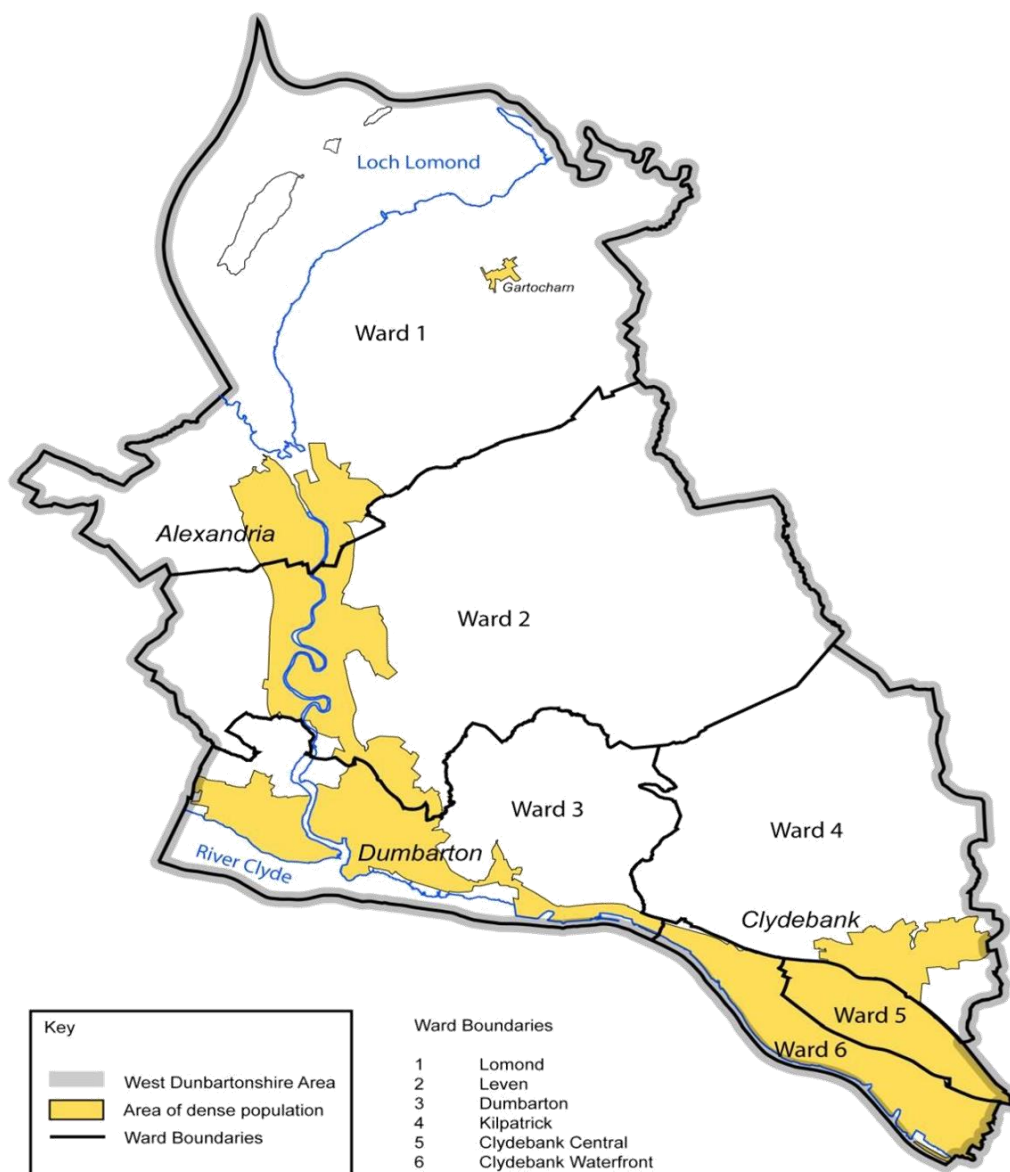 Loch Lomond
Gartocharn
Ward 1
Alexandria
Ward 2
Ward 3
Ward 4
River Clyde
Dumbarton
Clydebank
Ward 5
Ward 6
Key
West Dunbartonshire Area
Area of dense population
Ward Boundaries
Ward Boundaries
1 Lomond
2 Leven
3 Dumbarton
4 Kilpatrick
5 Clydebank Central
6 Clydebank Waterfront